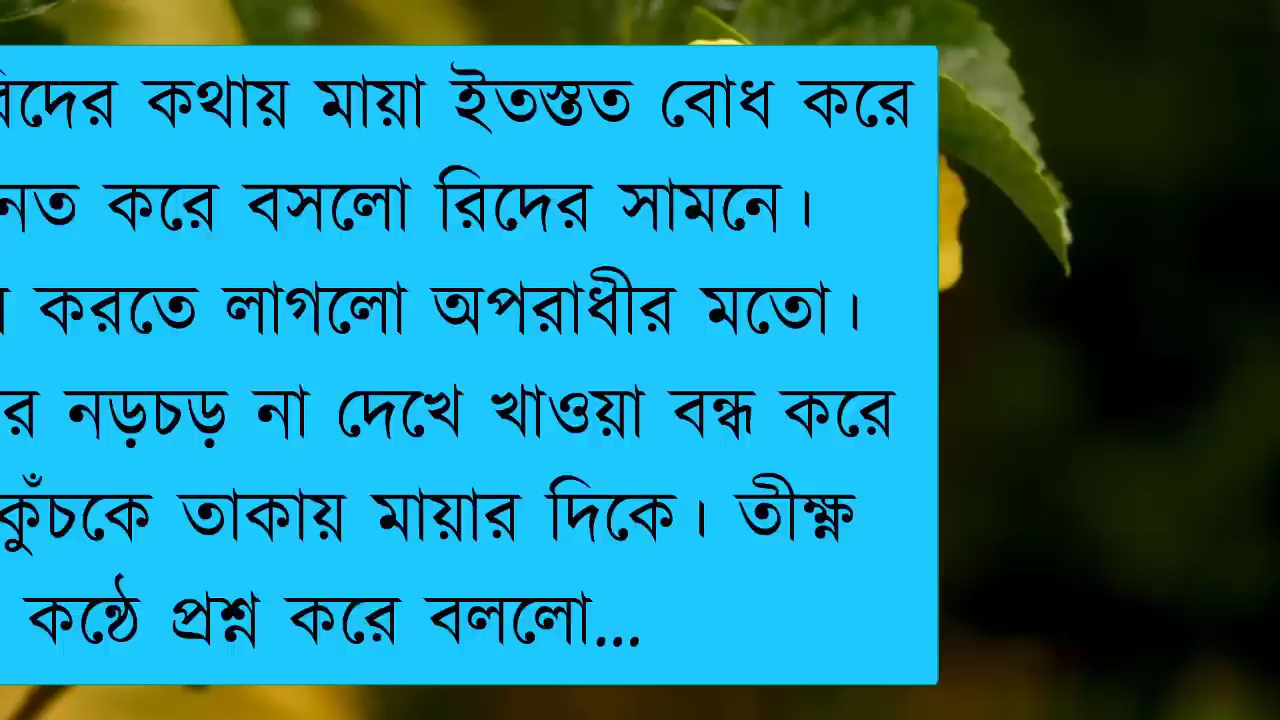 রিদের কথায় মায়া ইতস্তত বোধ করে
নত করে বসলো রিদের সামনে।
করতে লাগলো অপরাধীর মতো।
র নড়চড় না দেখে খাওয়া বন্ধ করে
কুঁচকে তাকায় মায়ার দিকে। তীক্ষ্ণ
কন্ঠে প্রশ্ন করে বললো...